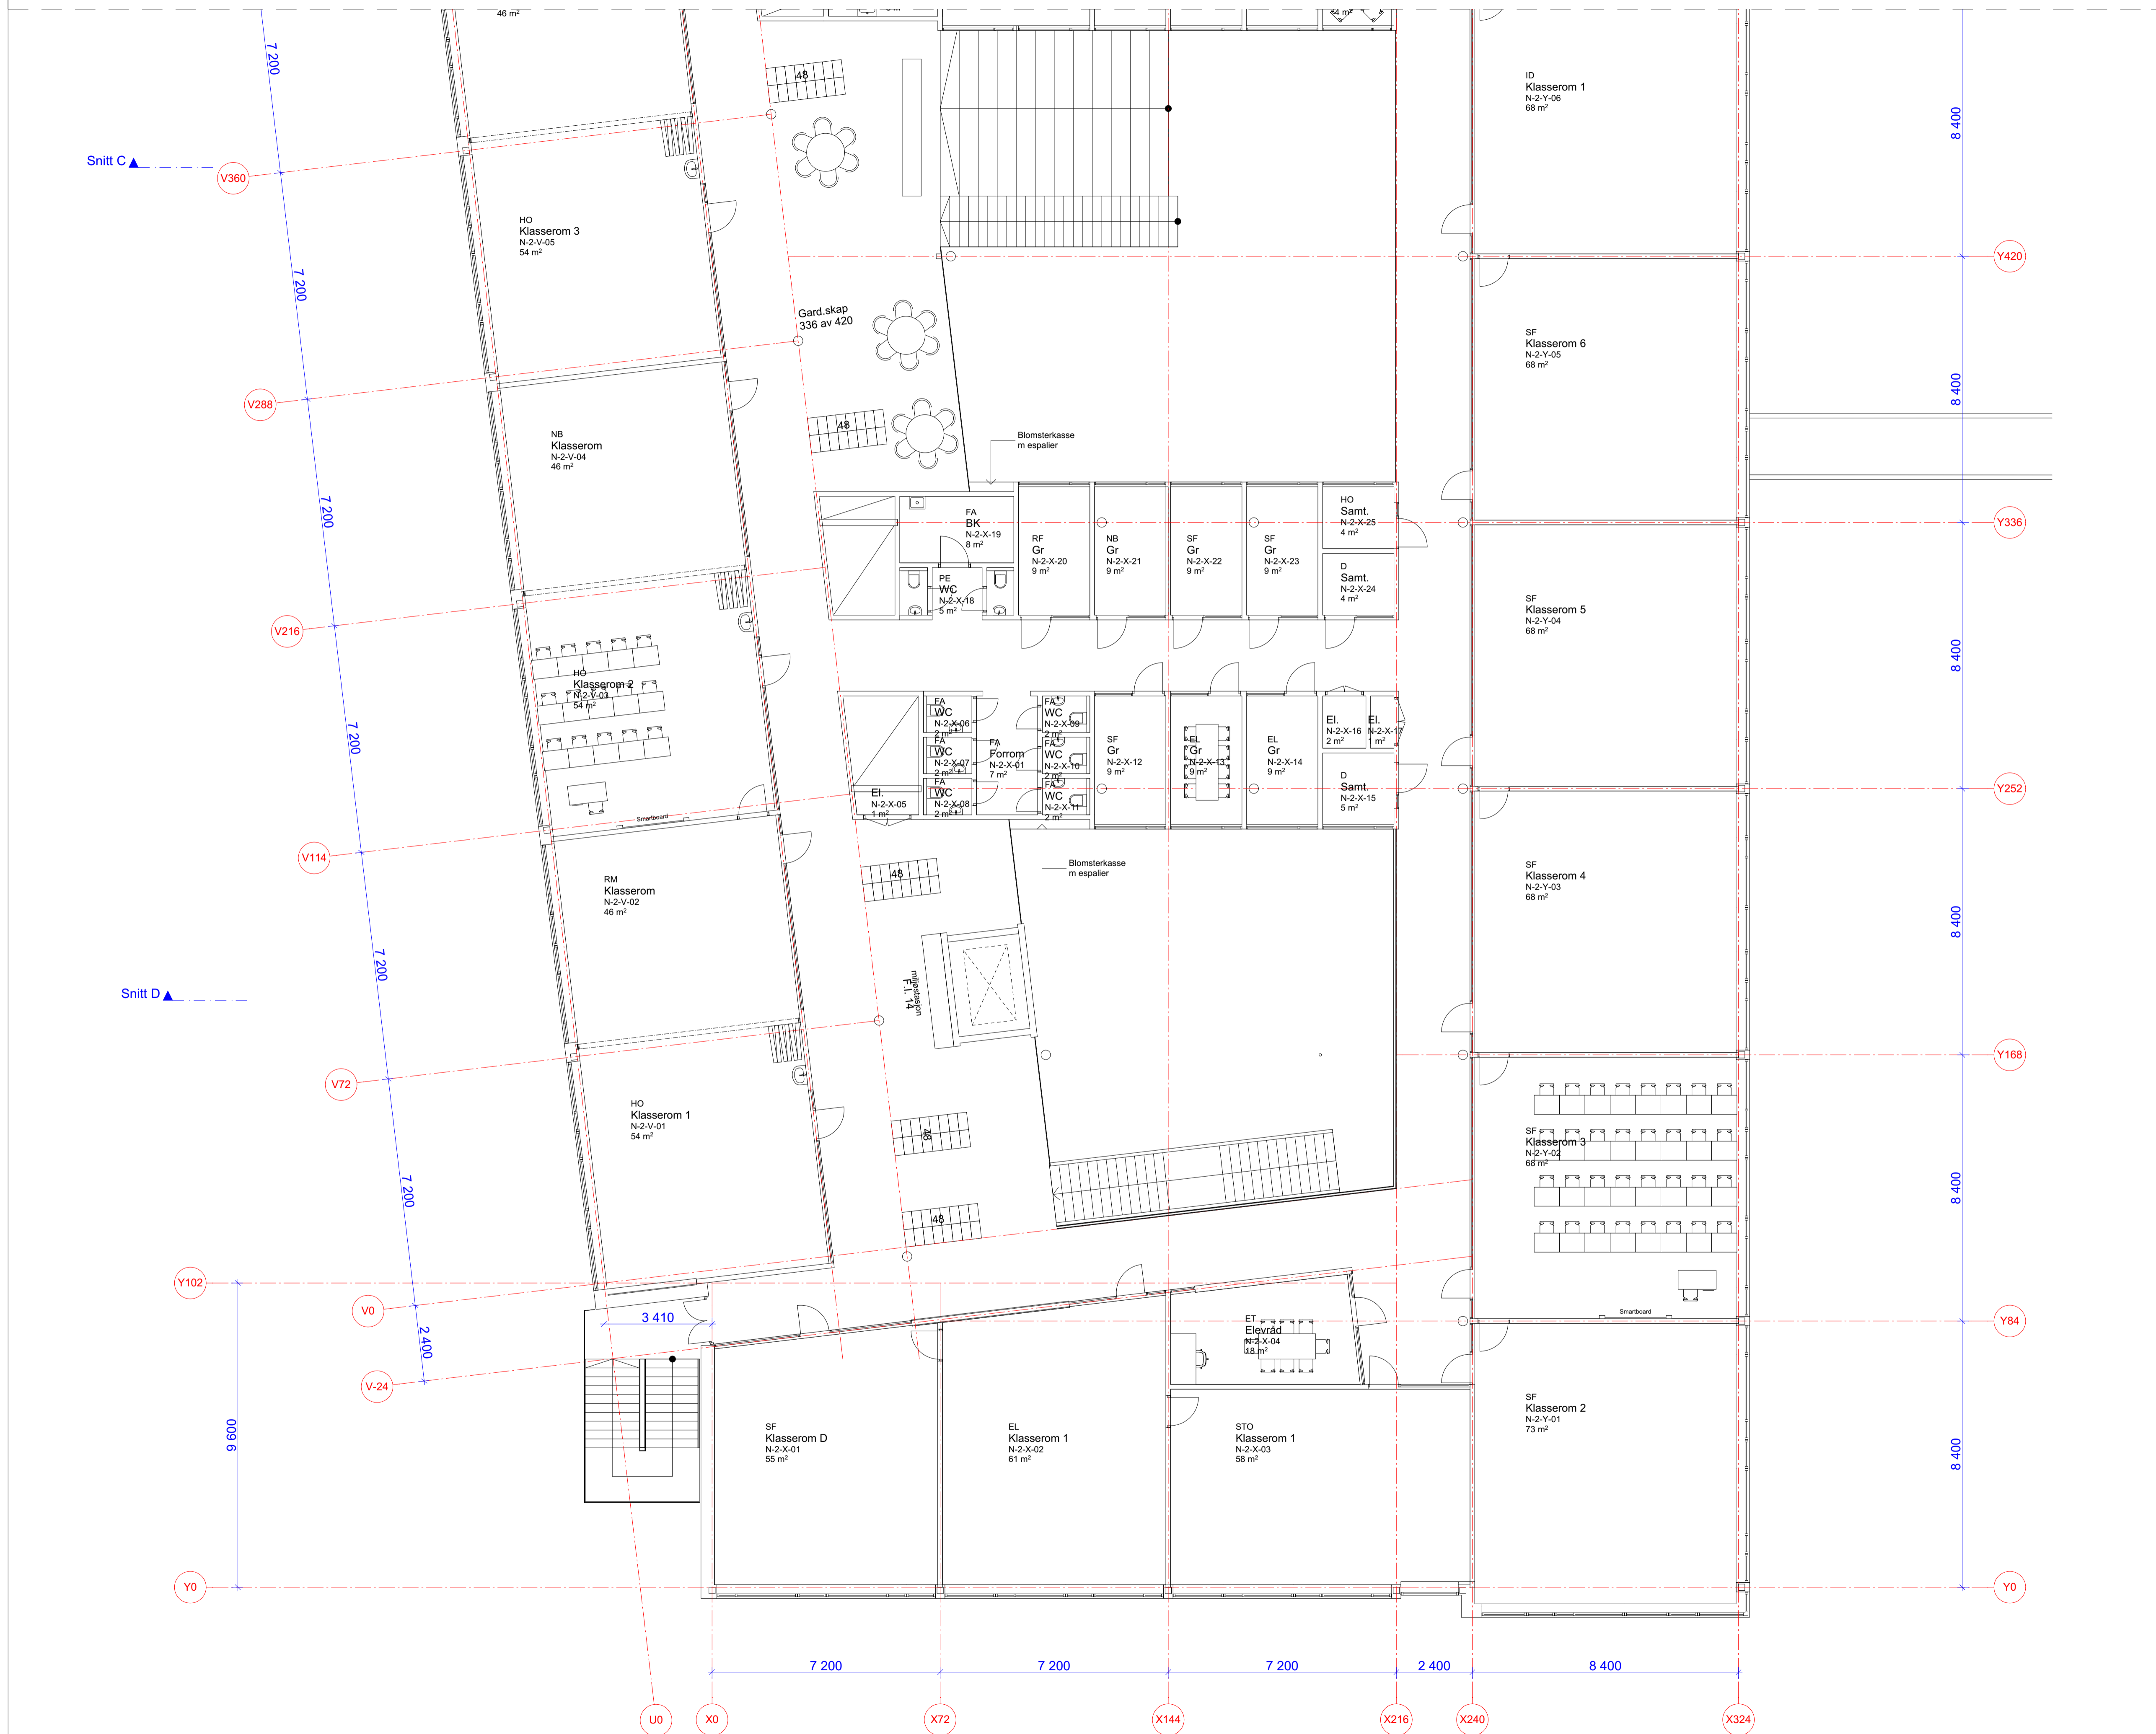 46 m²
4 m²
7 200
48
ID
Klasserom 1
N-2-Y-06
68 m²
8 400
Snitt C
V360
HO
Klasserom 3
N-2-V-05
54 m²
Y420
7 200
Gard.skap
336 av 420
SF
Klasserom 6
N-2-Y-05
68 m²
8 400
V288
48
NB
Klasserom
N-2-V-04
46 m²
Blomsterkasse
m espalier
7 200
FA
BK
N-2-X-19
8 m²
RF
Gr
N-2-X-20
9 m²
NB
Gr
N-2-X-21
9 m²
SF
Gr
N-2-X-22
9 m²
SF
Gr
N-2-X-23
9 m²
HO
Samt.
N-2-X-25
4 m²
D
Samt.
N-2-X-24
4 m²
Y336
PE
WC
N-2-X-18
5 m²
SF
Klasserom 5
N-2-Y-04
68 m²
8 400
V216
HO
Klasserom 2
N-2-V-03
54 m²
7 200
FA
WC
N-2-X-06
2 m²
FA
WC
N-2-X-07
2 m²
FA
WC
N-2-X-08
2 m²
FA
Forrom
N-2-X-01
7 m²
FA
WC
N-2-X-09
2 m²
FA
WC
N-2-X-10
2 m²
FA
WC
N-2-X-11
2 m²
SF
Gr
N-2-X-12
9 m²
EL
Gr
N-2-X-13
9 m²
EL
Gr
N-2-X-14
9 m²
El.
N-2-X-16
2 m²
El.
N-2-X-17
1 m²
D
Samt.
N-2-X-15
5 m²
El.
N-2-X-05
1 m²
Y252
Smartboard
V114
Blomsterkasse
m espalier
48
RM
Klasserom
N-2-V-02
46 m²
SF
Klasserom 4
N-2-Y-03
68 m²
8 400
7 200
Snitt D
miljøstasjon
F.I. 14
Y168
V72
HO
Klasserom 1
N-2-V-01
54 m²
48
SF
Klasserom 3
N-2-Y-02
68 m²
8 400
7 200
48
Y102
V0
3 410
2 400
ET
Elevråd
N-2-X-04
18 m²
Smartboard
Y84
V-24
9 600
SF
Klasserom D
N-2-X-01
55 m²
EL
Klasserom 1
N-2-X-02
61 m²
STO
Klasserom 1
N-2-X-03
58 m²
SF
Klasserom 2
N-2-Y-01
73 m²
8 400
Y0
Y0
7 200
7 200
7 200
2 400
8 400
U0
X0
X72
X144
X216
X240
X324